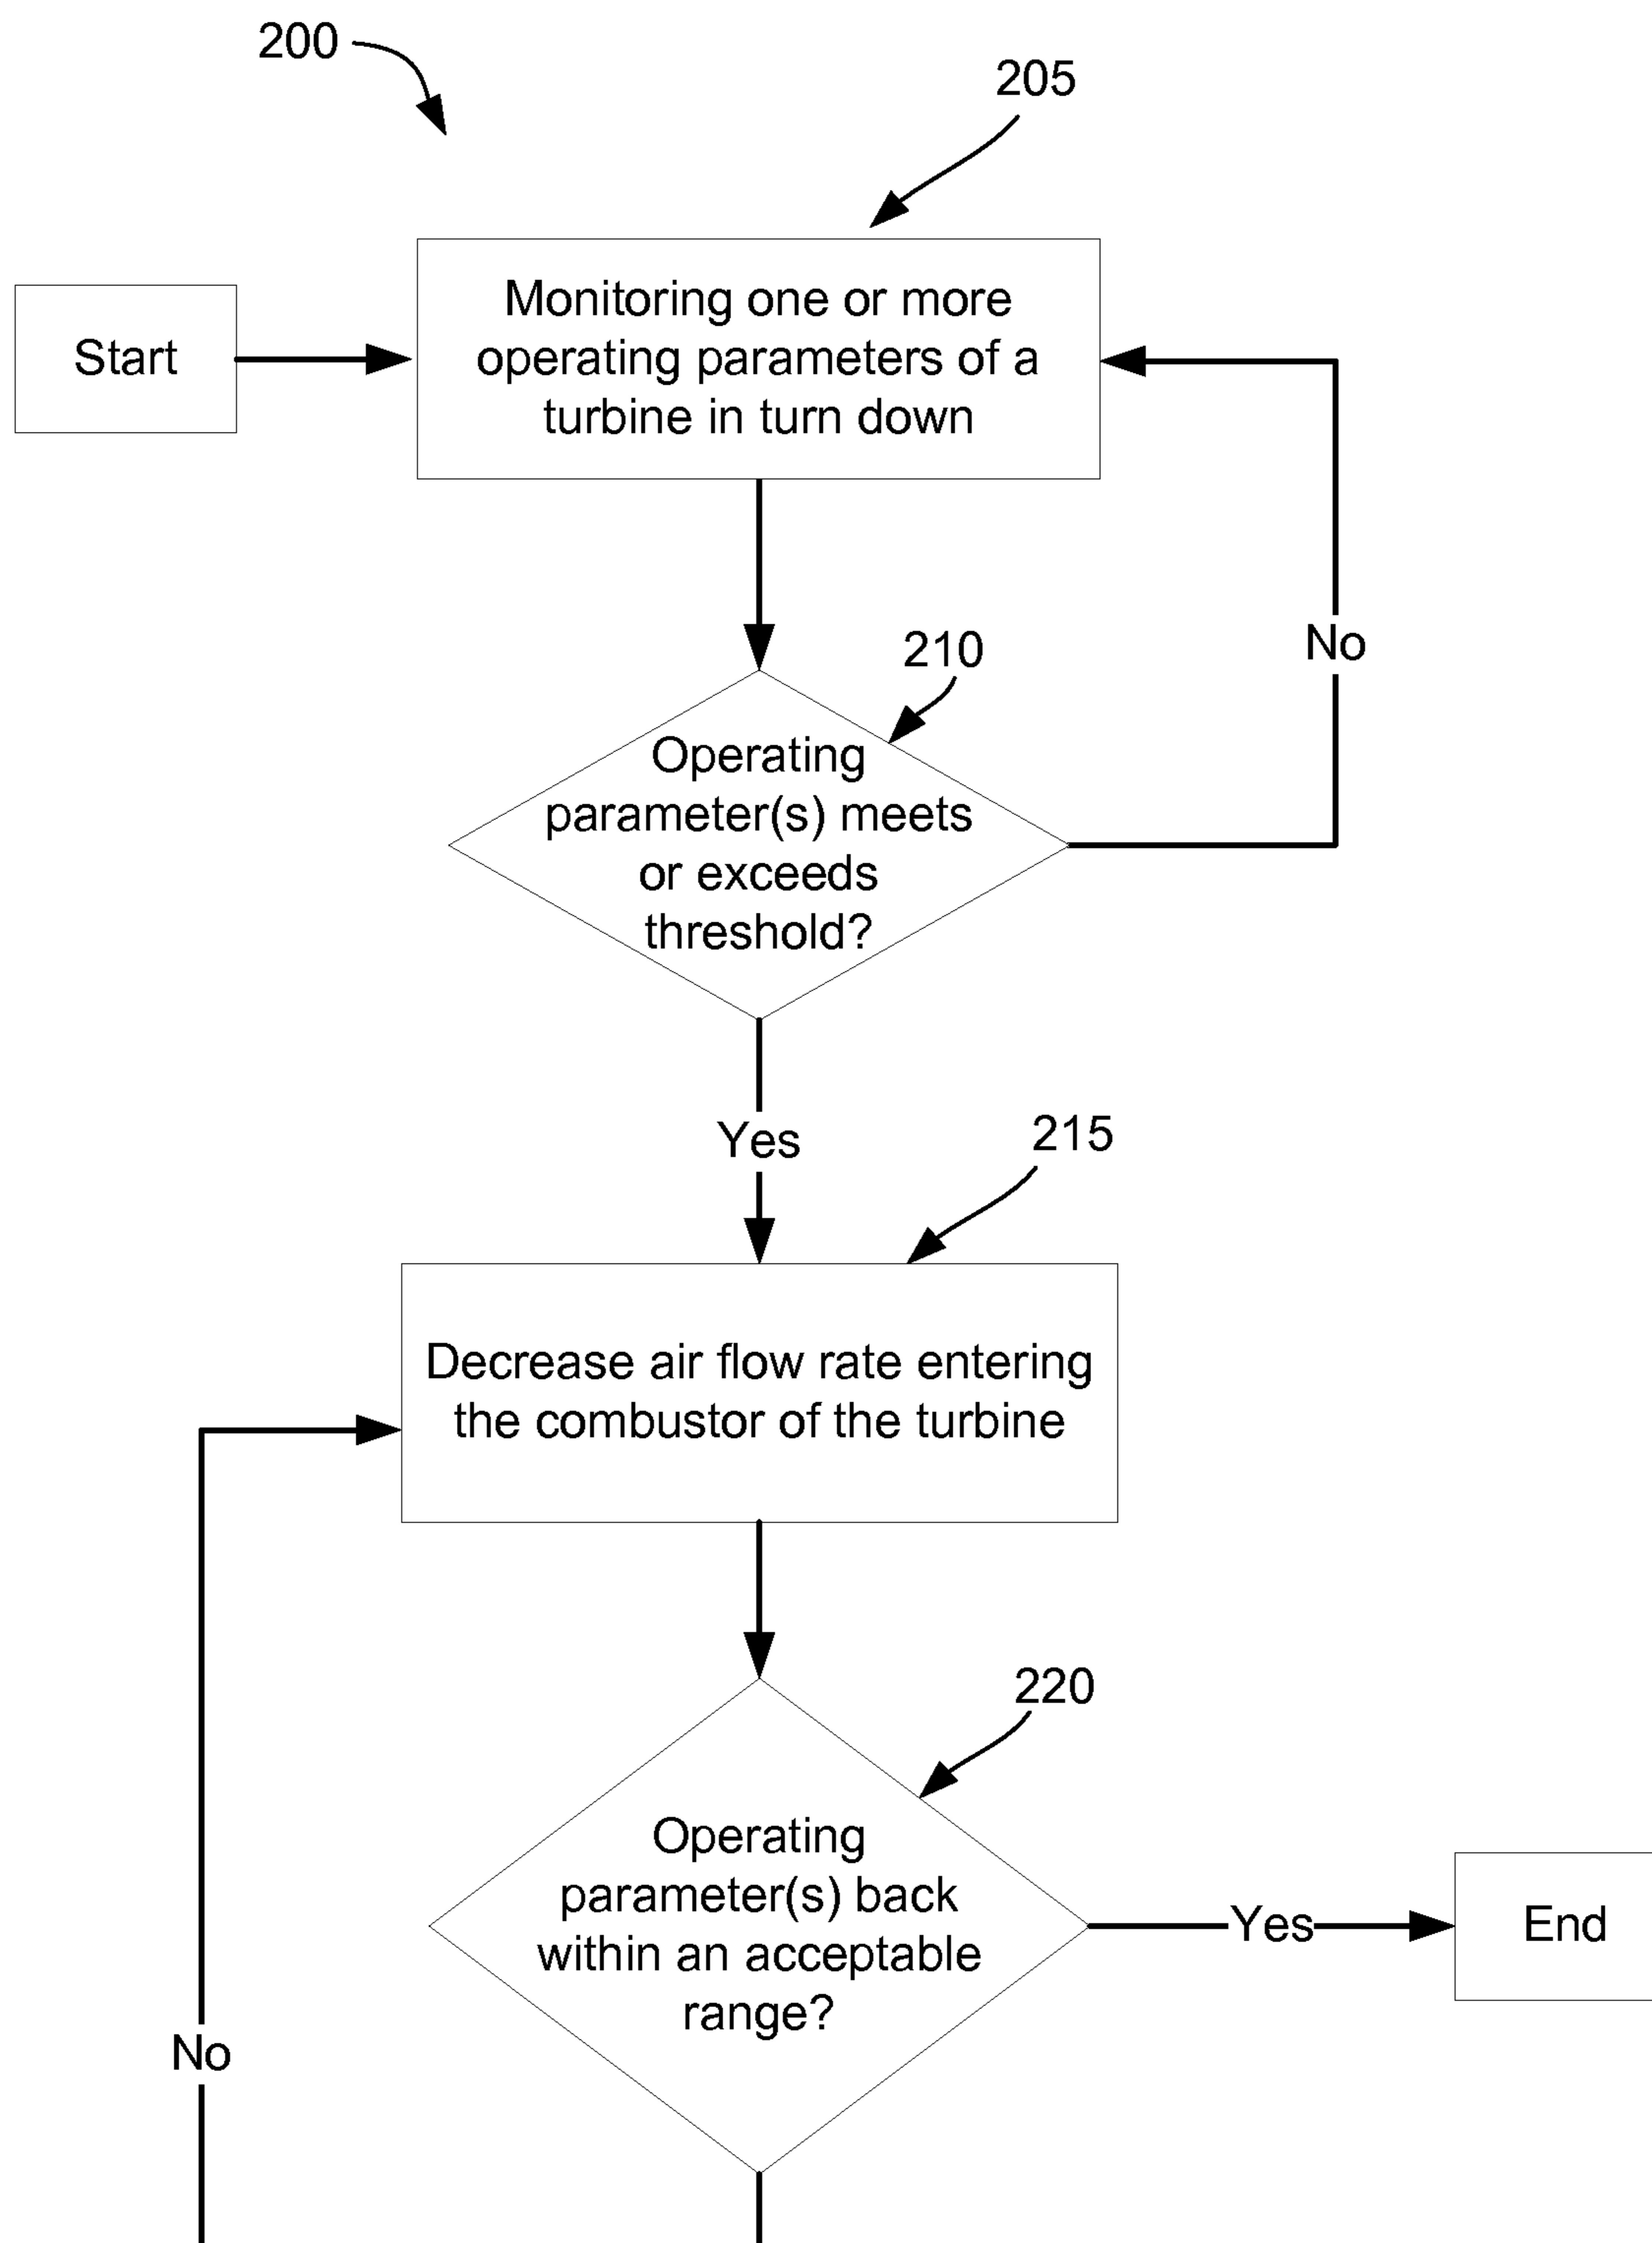 200
205
Start
Monitoring one or more
operating parameters of a
turbine in turn down
No
210
Operating
parameter(s) meets
or exceeds
threshold?
Yes
215
Decrease air flow rate entering
the combustor of the turbine
220
Operating
parameter(s) back
within an acceptable
range?
Yes
End
No